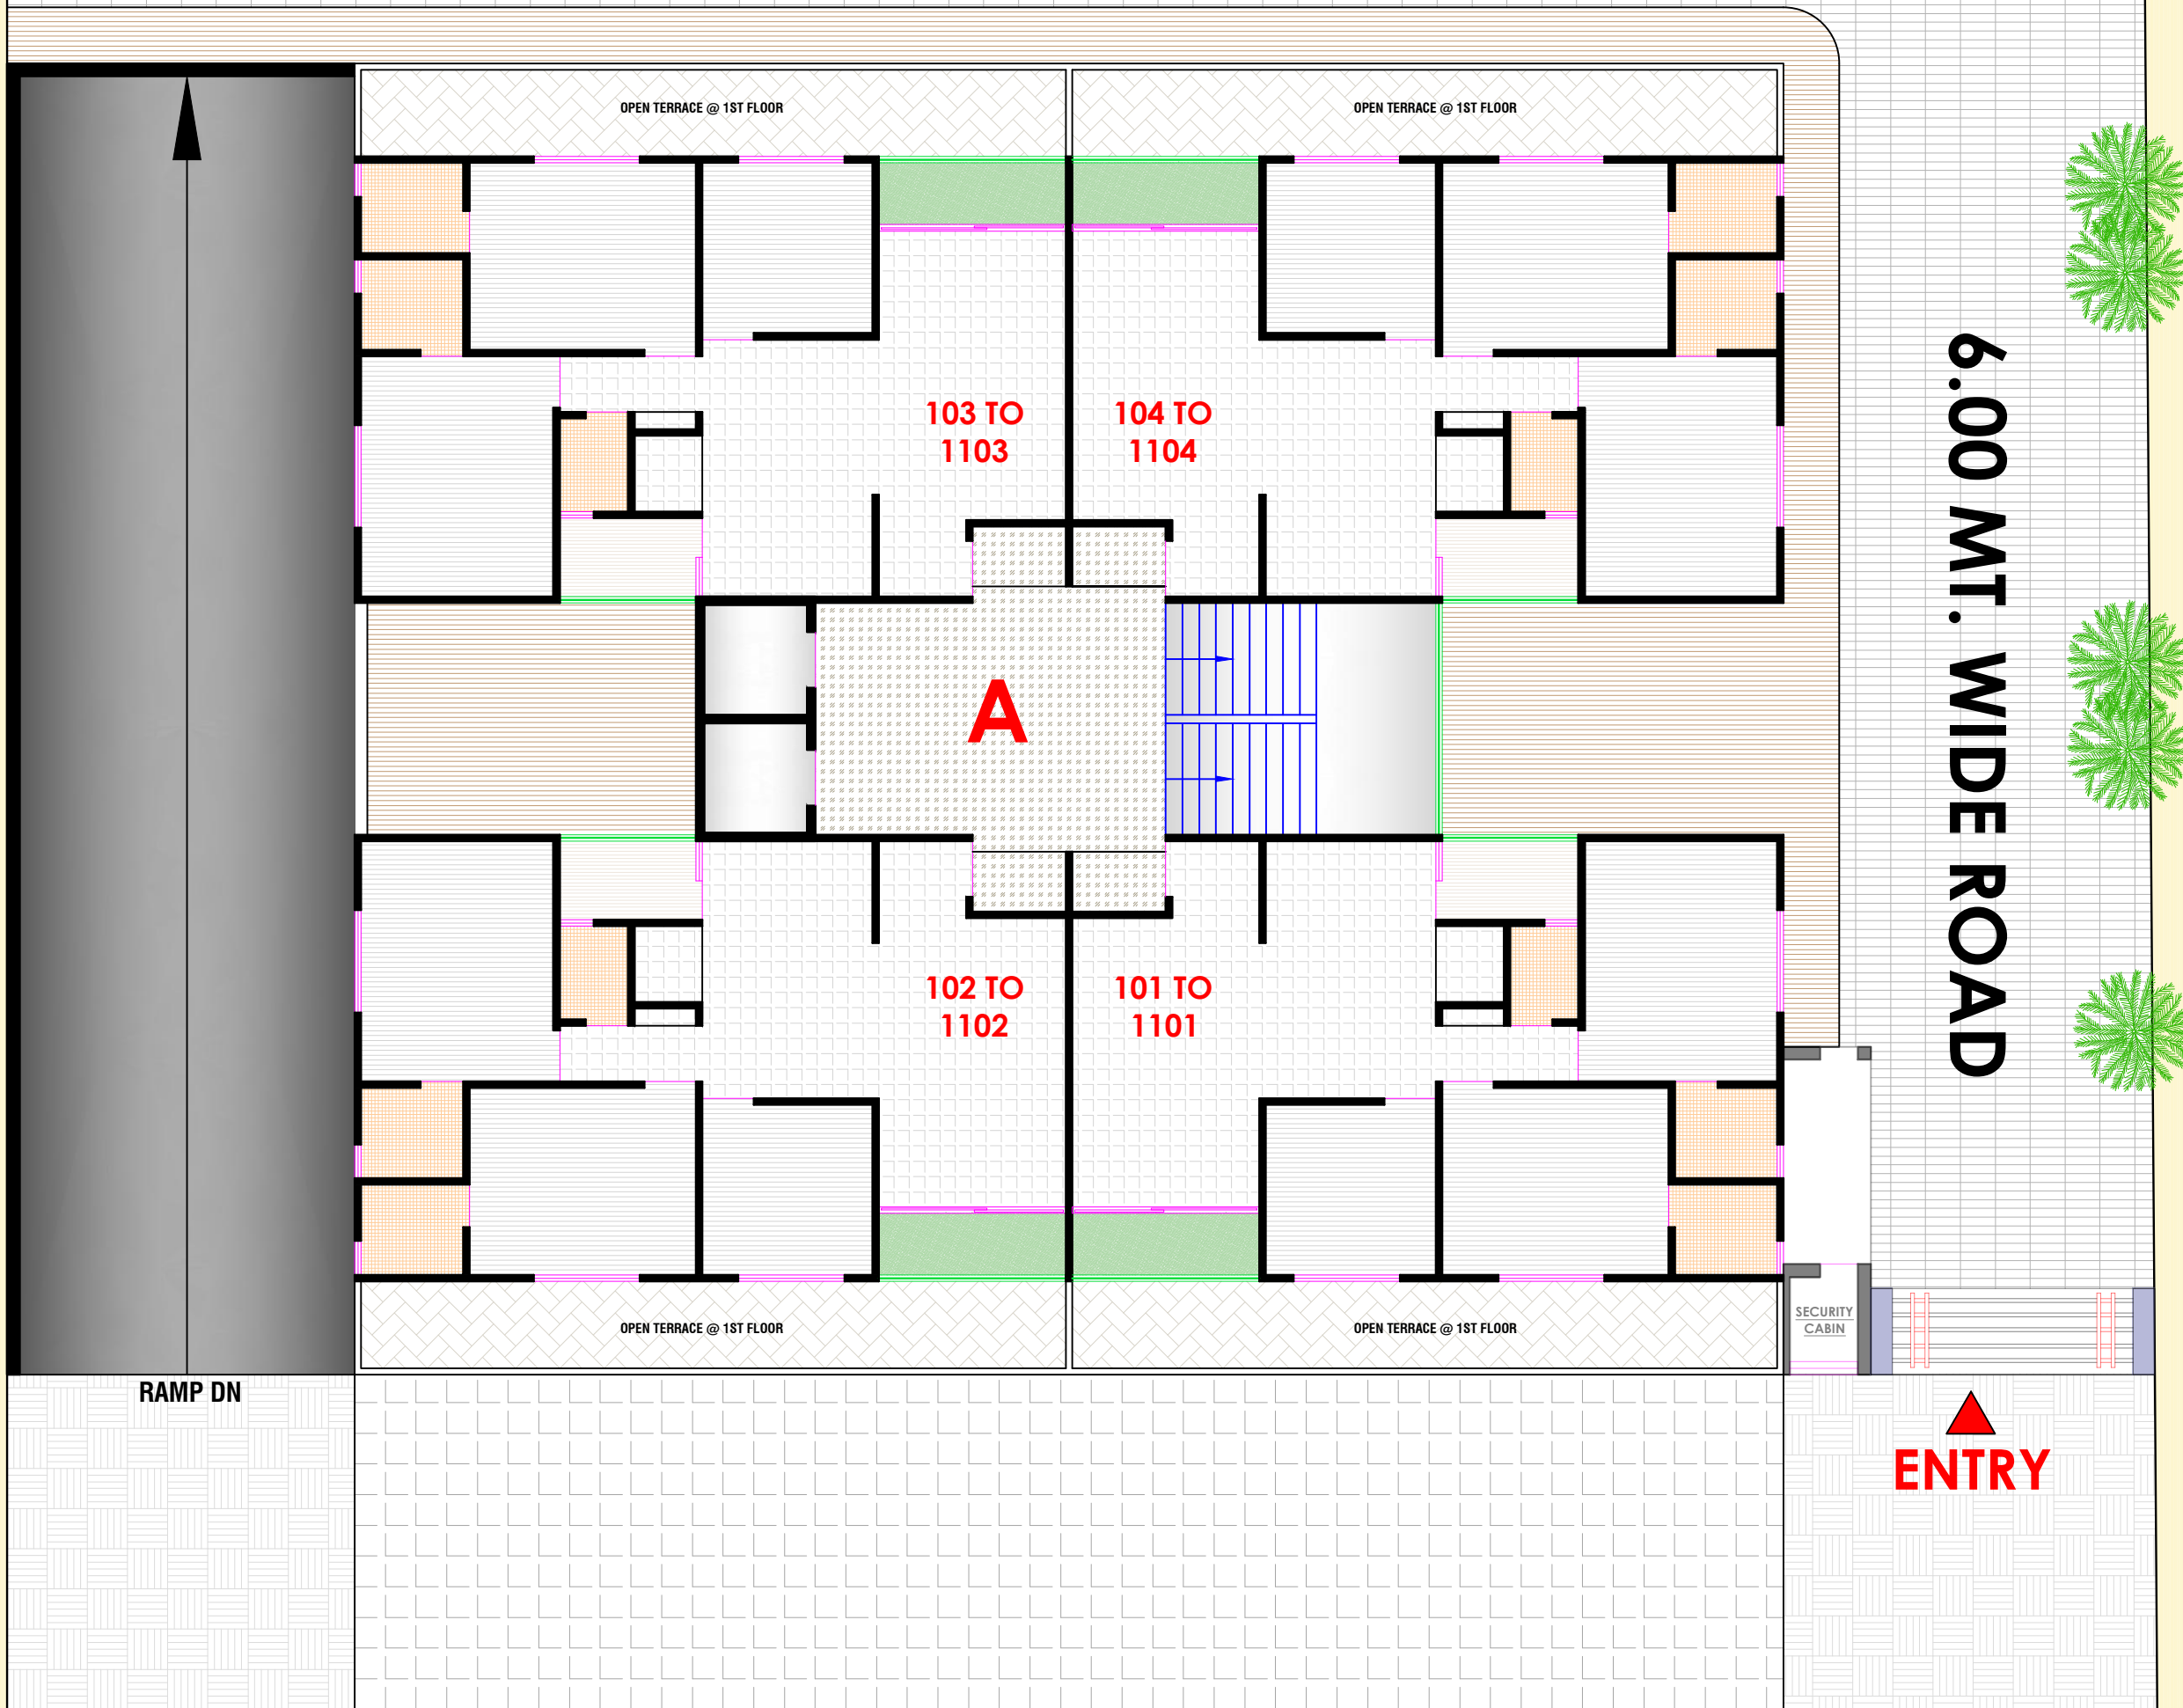 OPEN TERRACE @ 1ST FLOOR
OPEN TERRACE @ 1ST FLOOR
103 TO
1103
104 TO
1104
6.00 MT. WIDE ROAD
A
102 TO
1102
101 TO
1101
OPEN TERRACE @ 1ST FLOOR
OPEN TERRACE @ 1ST FLOOR
SECURITY
CABIN
RAMP DN
ENTRY